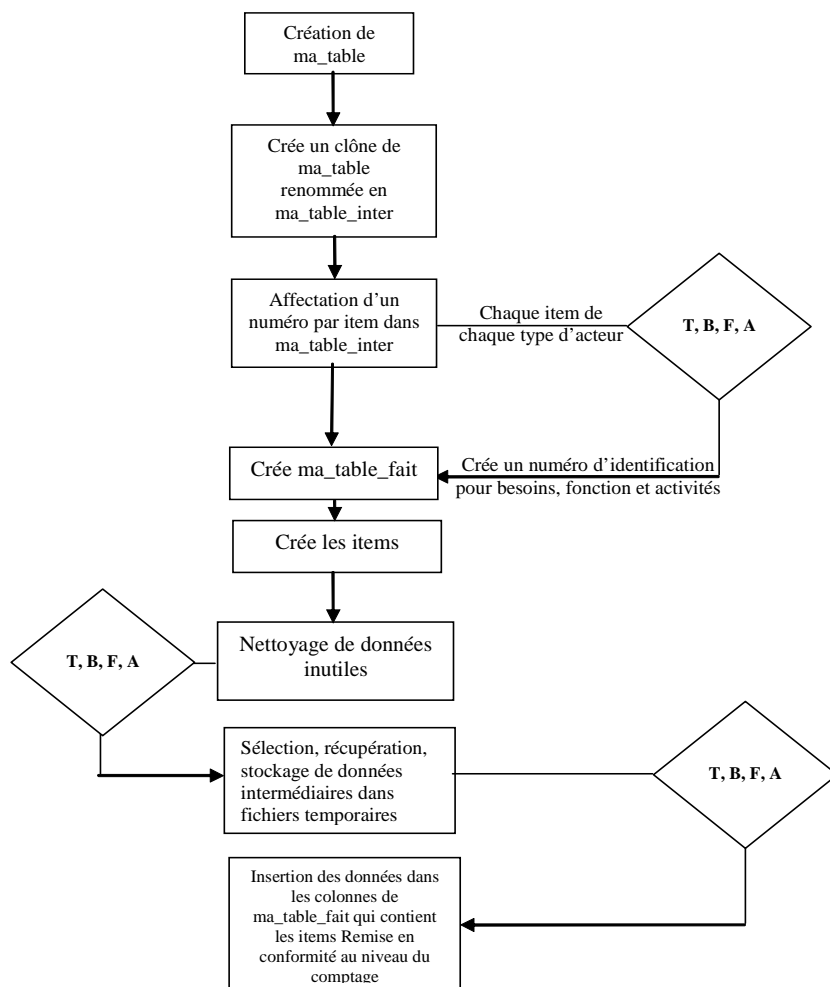 Création de
ma_table
Crée un clône de
ma_table
renommée en
ma_table_inter
Affectation d'un
numéro par item dans
ma_table_inter
Chaque item de
chaque type d'acteur
T, B, F, A
Crée ma_table_fait
Crée un numéro d'identification
pour besoins, fonction et activités
Crée les items
Nettoyage de données
inutiles
T, B, F, A
Sélection, récupération,
stockage de données
intermédiaires dans
fichiers temporaires
T, B, F, A
Insertion des données dans
les colonnes de
ma_table_fait qui contient
les items Remise en
conformité au niveau du
comptage